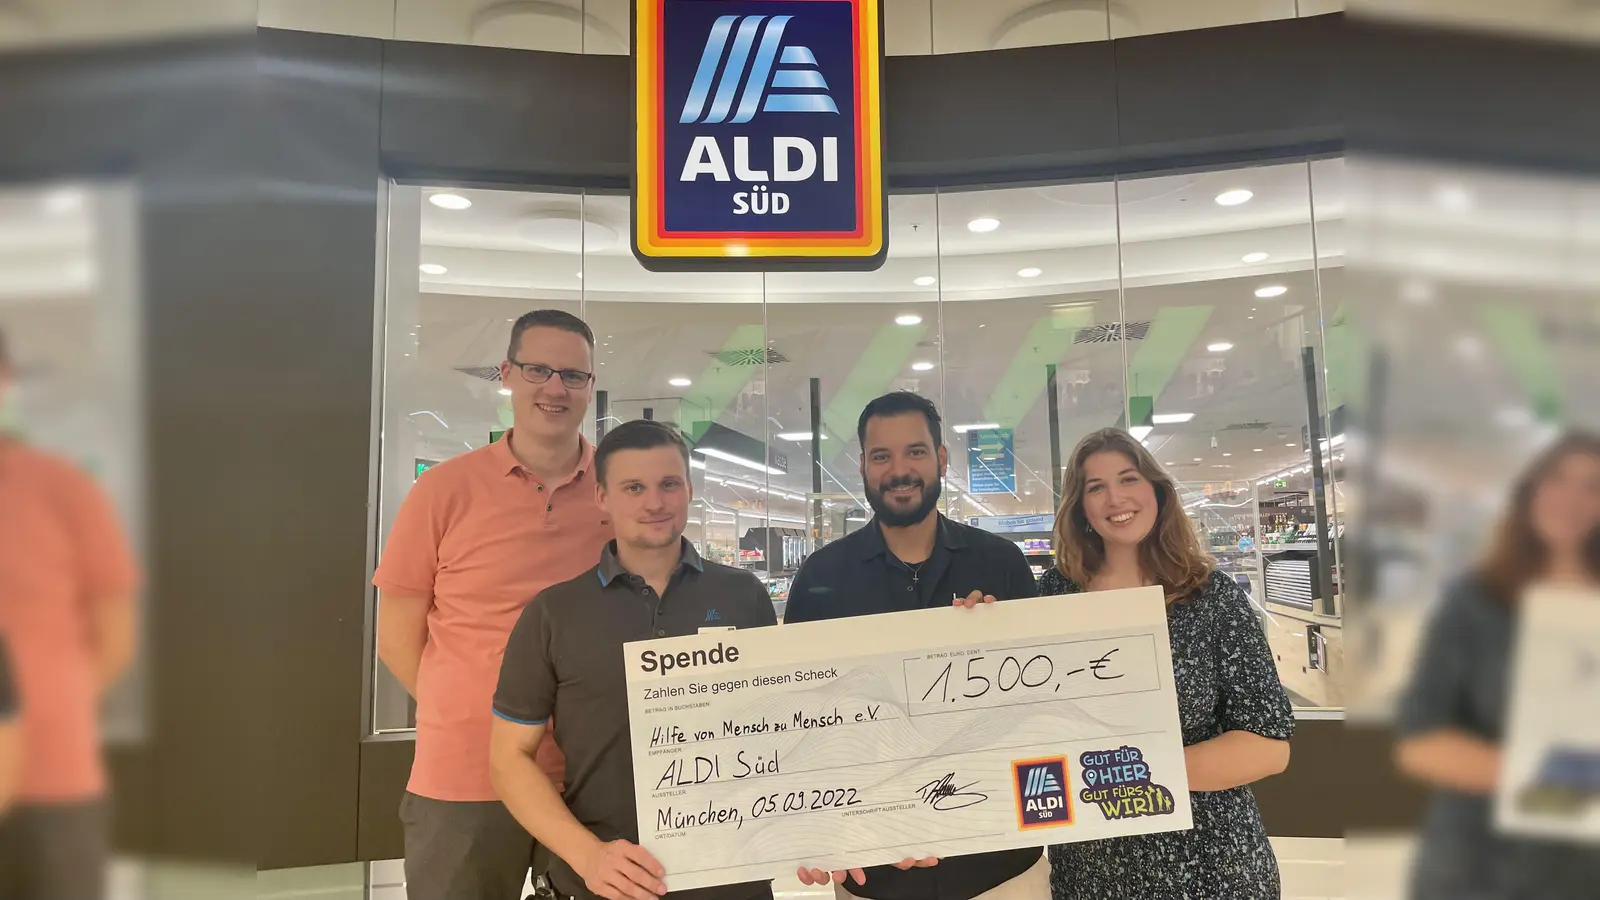 ALDI
SÜD
Spende
Zahlen Sie gegen diesen Scheck
BETRAG EURO, CENT
1.500,-€
BETRAG IN BUCHSTABEN
Hilfe von Mensch zu Mensch e.V.
EMPFÄNGER
ALDI Süd
AUSSTELLER
München, 05.09.2022
ORT/DATUM
UNTERSCHRIFT AUSSTELLER
ALDI
SÜD
GUT FÜR
HIER
GUT FÜRS
WIR